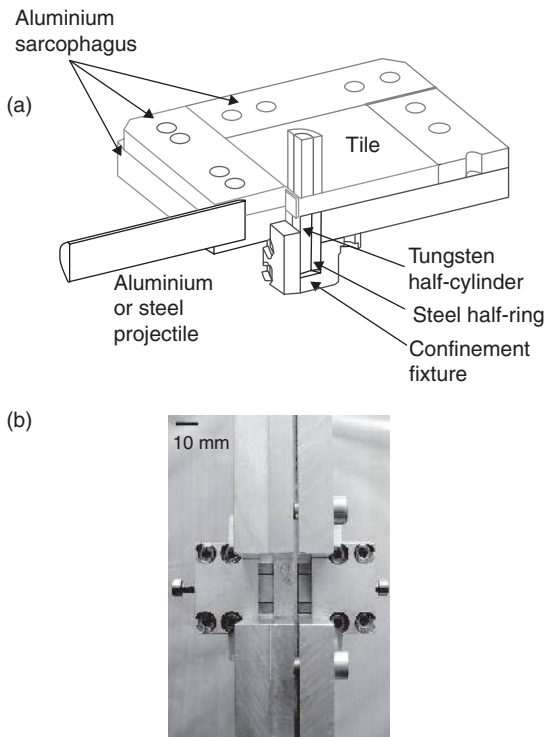 Aluminium
sarcophagus
(a)
Tile
Tungsten
half-cylinder
Aluminium
or steel
projectile
Steel half-ring
Confinement
fixture
(b)
10 mm